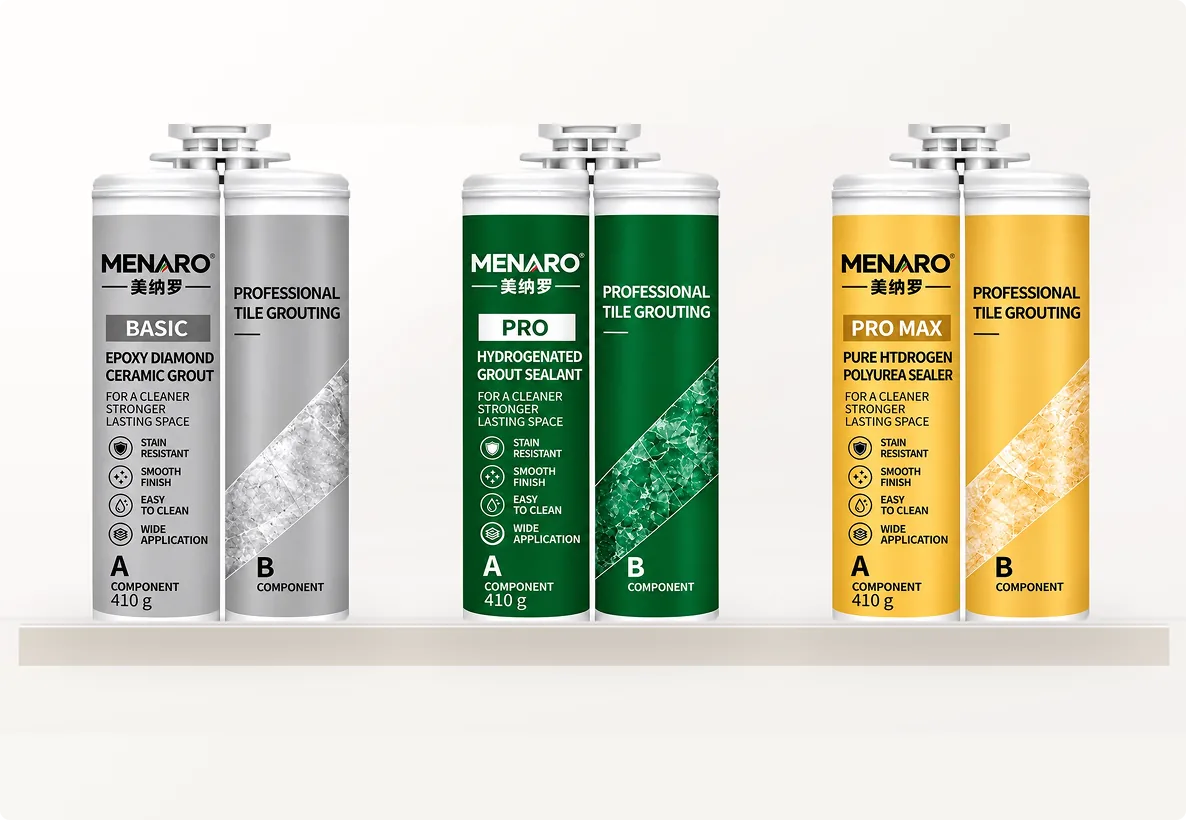 MENARO®
美纳罗
BASIC
EPOXY DIAMOND
CERAMIC GROUT
FOR A CLEANER
STRONGER
LASTING SPACE
STAIN
RESISTANT
SMOOTH
FINISH
EASY
TO CLEAN
WIDE
APPLICATION
A
COMPONENT
410 g
PROFESSIONAL
TILE GROUTING
B
COMPONENT
MENARO®
美纳罗
PRO
HYDROGENATED
GROUT SEALANT
FOR A CLEANER
STRONGER
LASTING SPACE
STAIN
RESISTANT
SMOOTH
FINISH
EASY
TO CLEAN
WIDE
APPLICATION
A
COMPONENT
410 g
PROFESSIONAL
TILE GROUTING
B
COMPONENT
MENARO®
美纳罗
PRO MAX
PURE HTDROGEN
POLYUREA SEALER
FOR A CLEANER
STRONGER
LASTING SPACE
STAIN
RESISTANT
SMOOTH
FINISH
EASY
TO CLEAN
WIDE
APPLICATION
A
COMPONENT
410 g
PROFESSIONAL
TILE GROUTING
B
COMPONENT